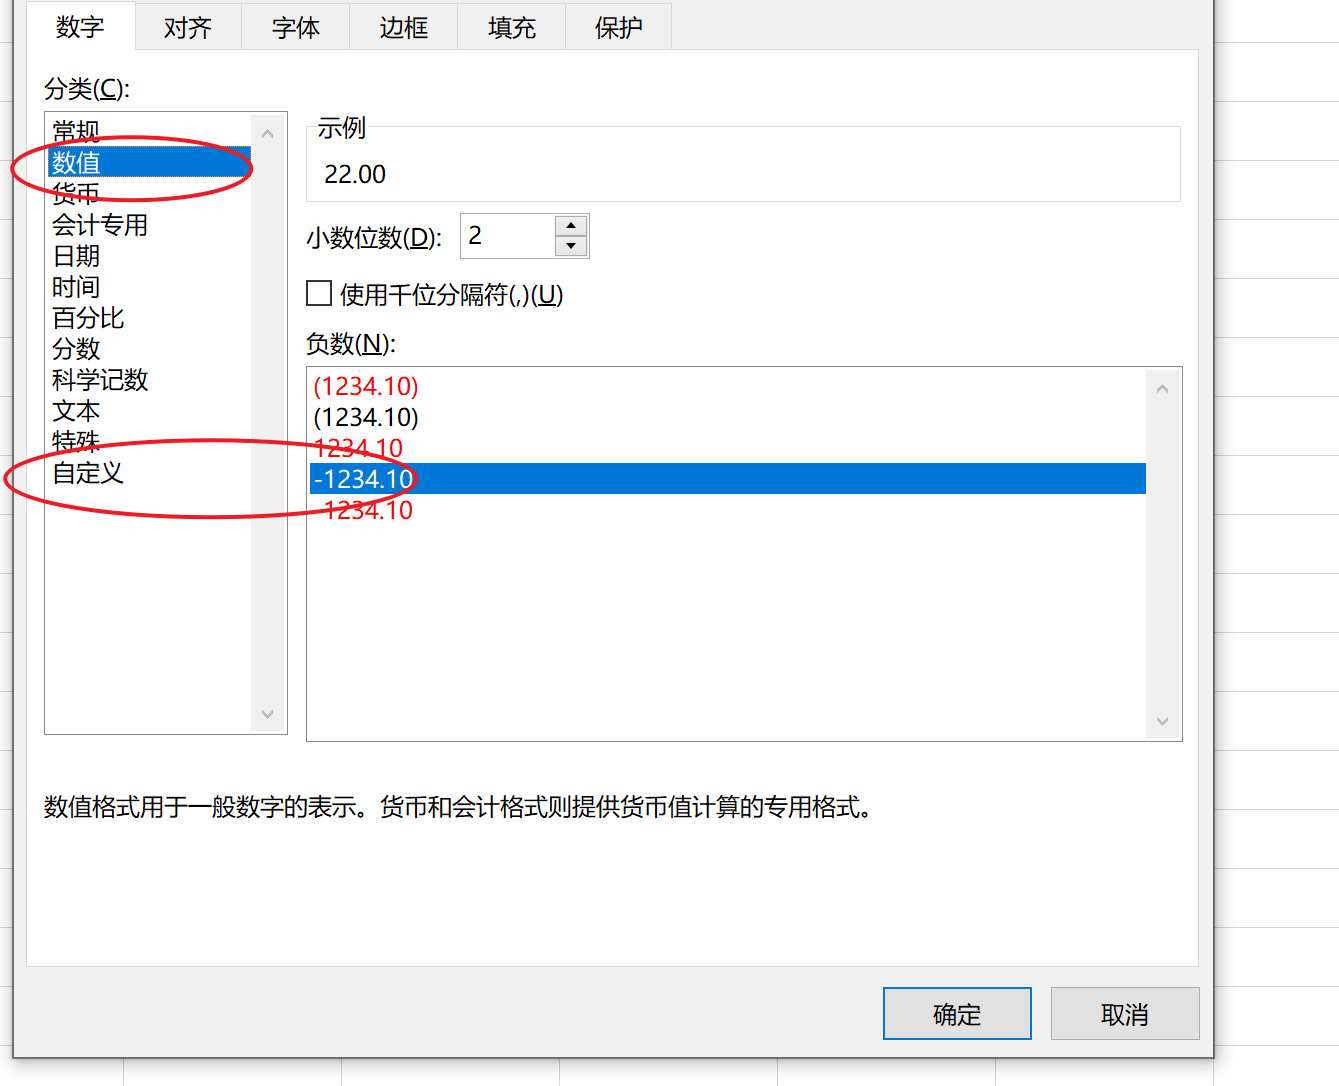 数字 对齐 字体 边框 填充 保护
分类(C):
常规
数值
货币
会计专用
日期
时间
百分比
分数
科学记数
文本
特殊
自定义
示例
22.00
小数位数(D): 2
使用千位分隔符(,)(U)
负数(N):
(1234.10)
(1234.10)
1234.10
-1234.10
-1234.10
数值格式用于一般数字的表示。货币和会计格式则提供货币值计算的专用格式。
确定 取消